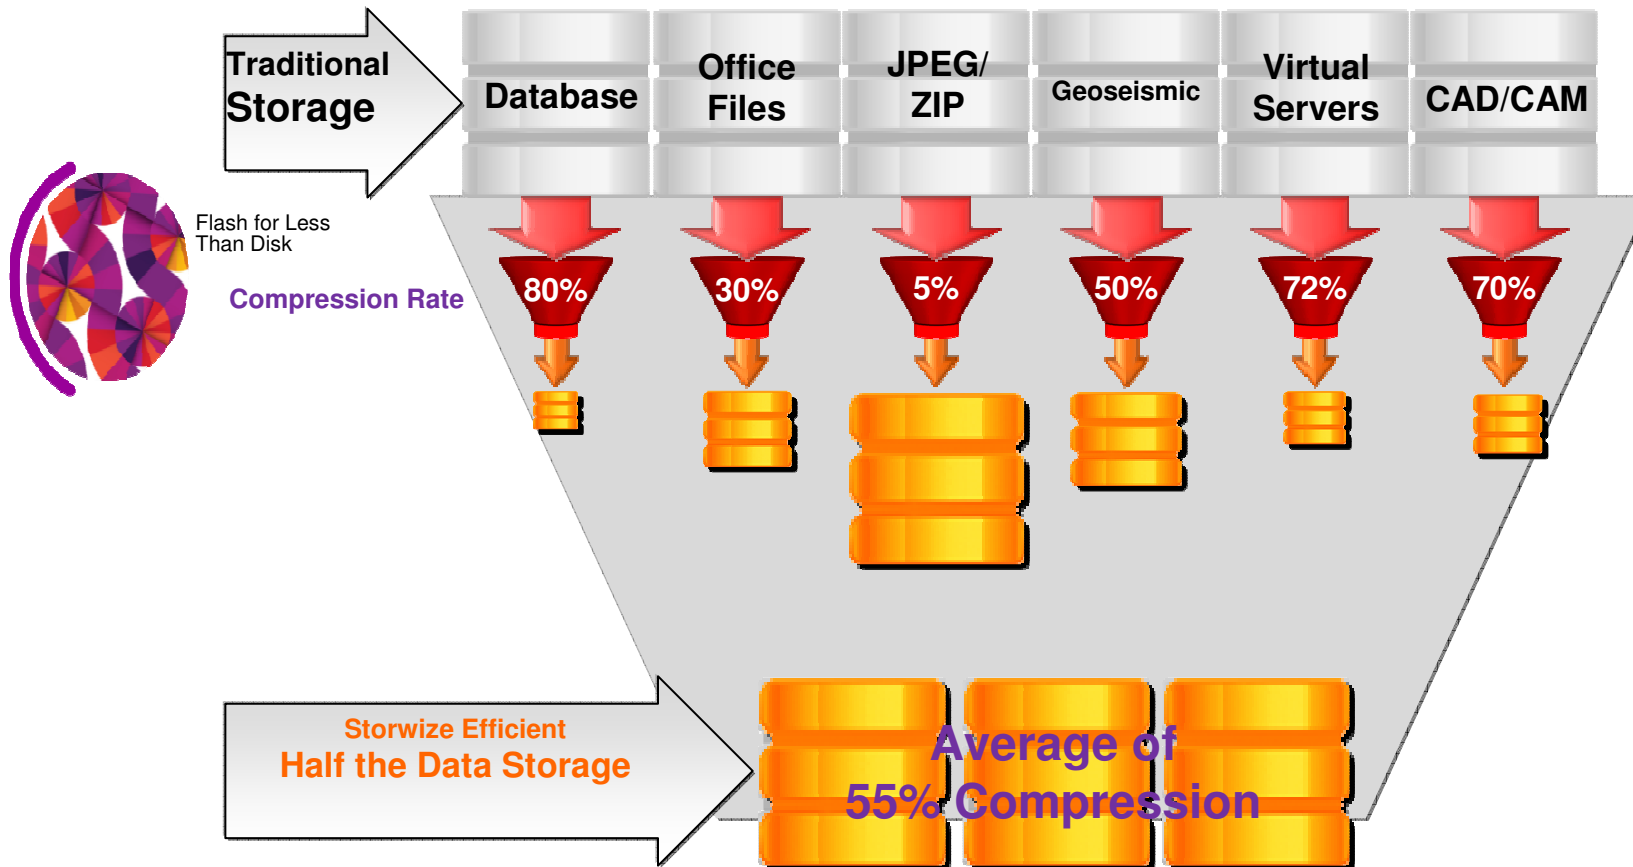 Traditional
Storage
Database
Office
Files
JPEG/
ZIP
Geoseismic
Virtual
Servers
CAD/CAM
Flash for Less
Than Disk
Compression Rate
80%
30%
5%
50%
72%
70%
Storwize Efficient
Half the Data Storage
Average of
55% Compression